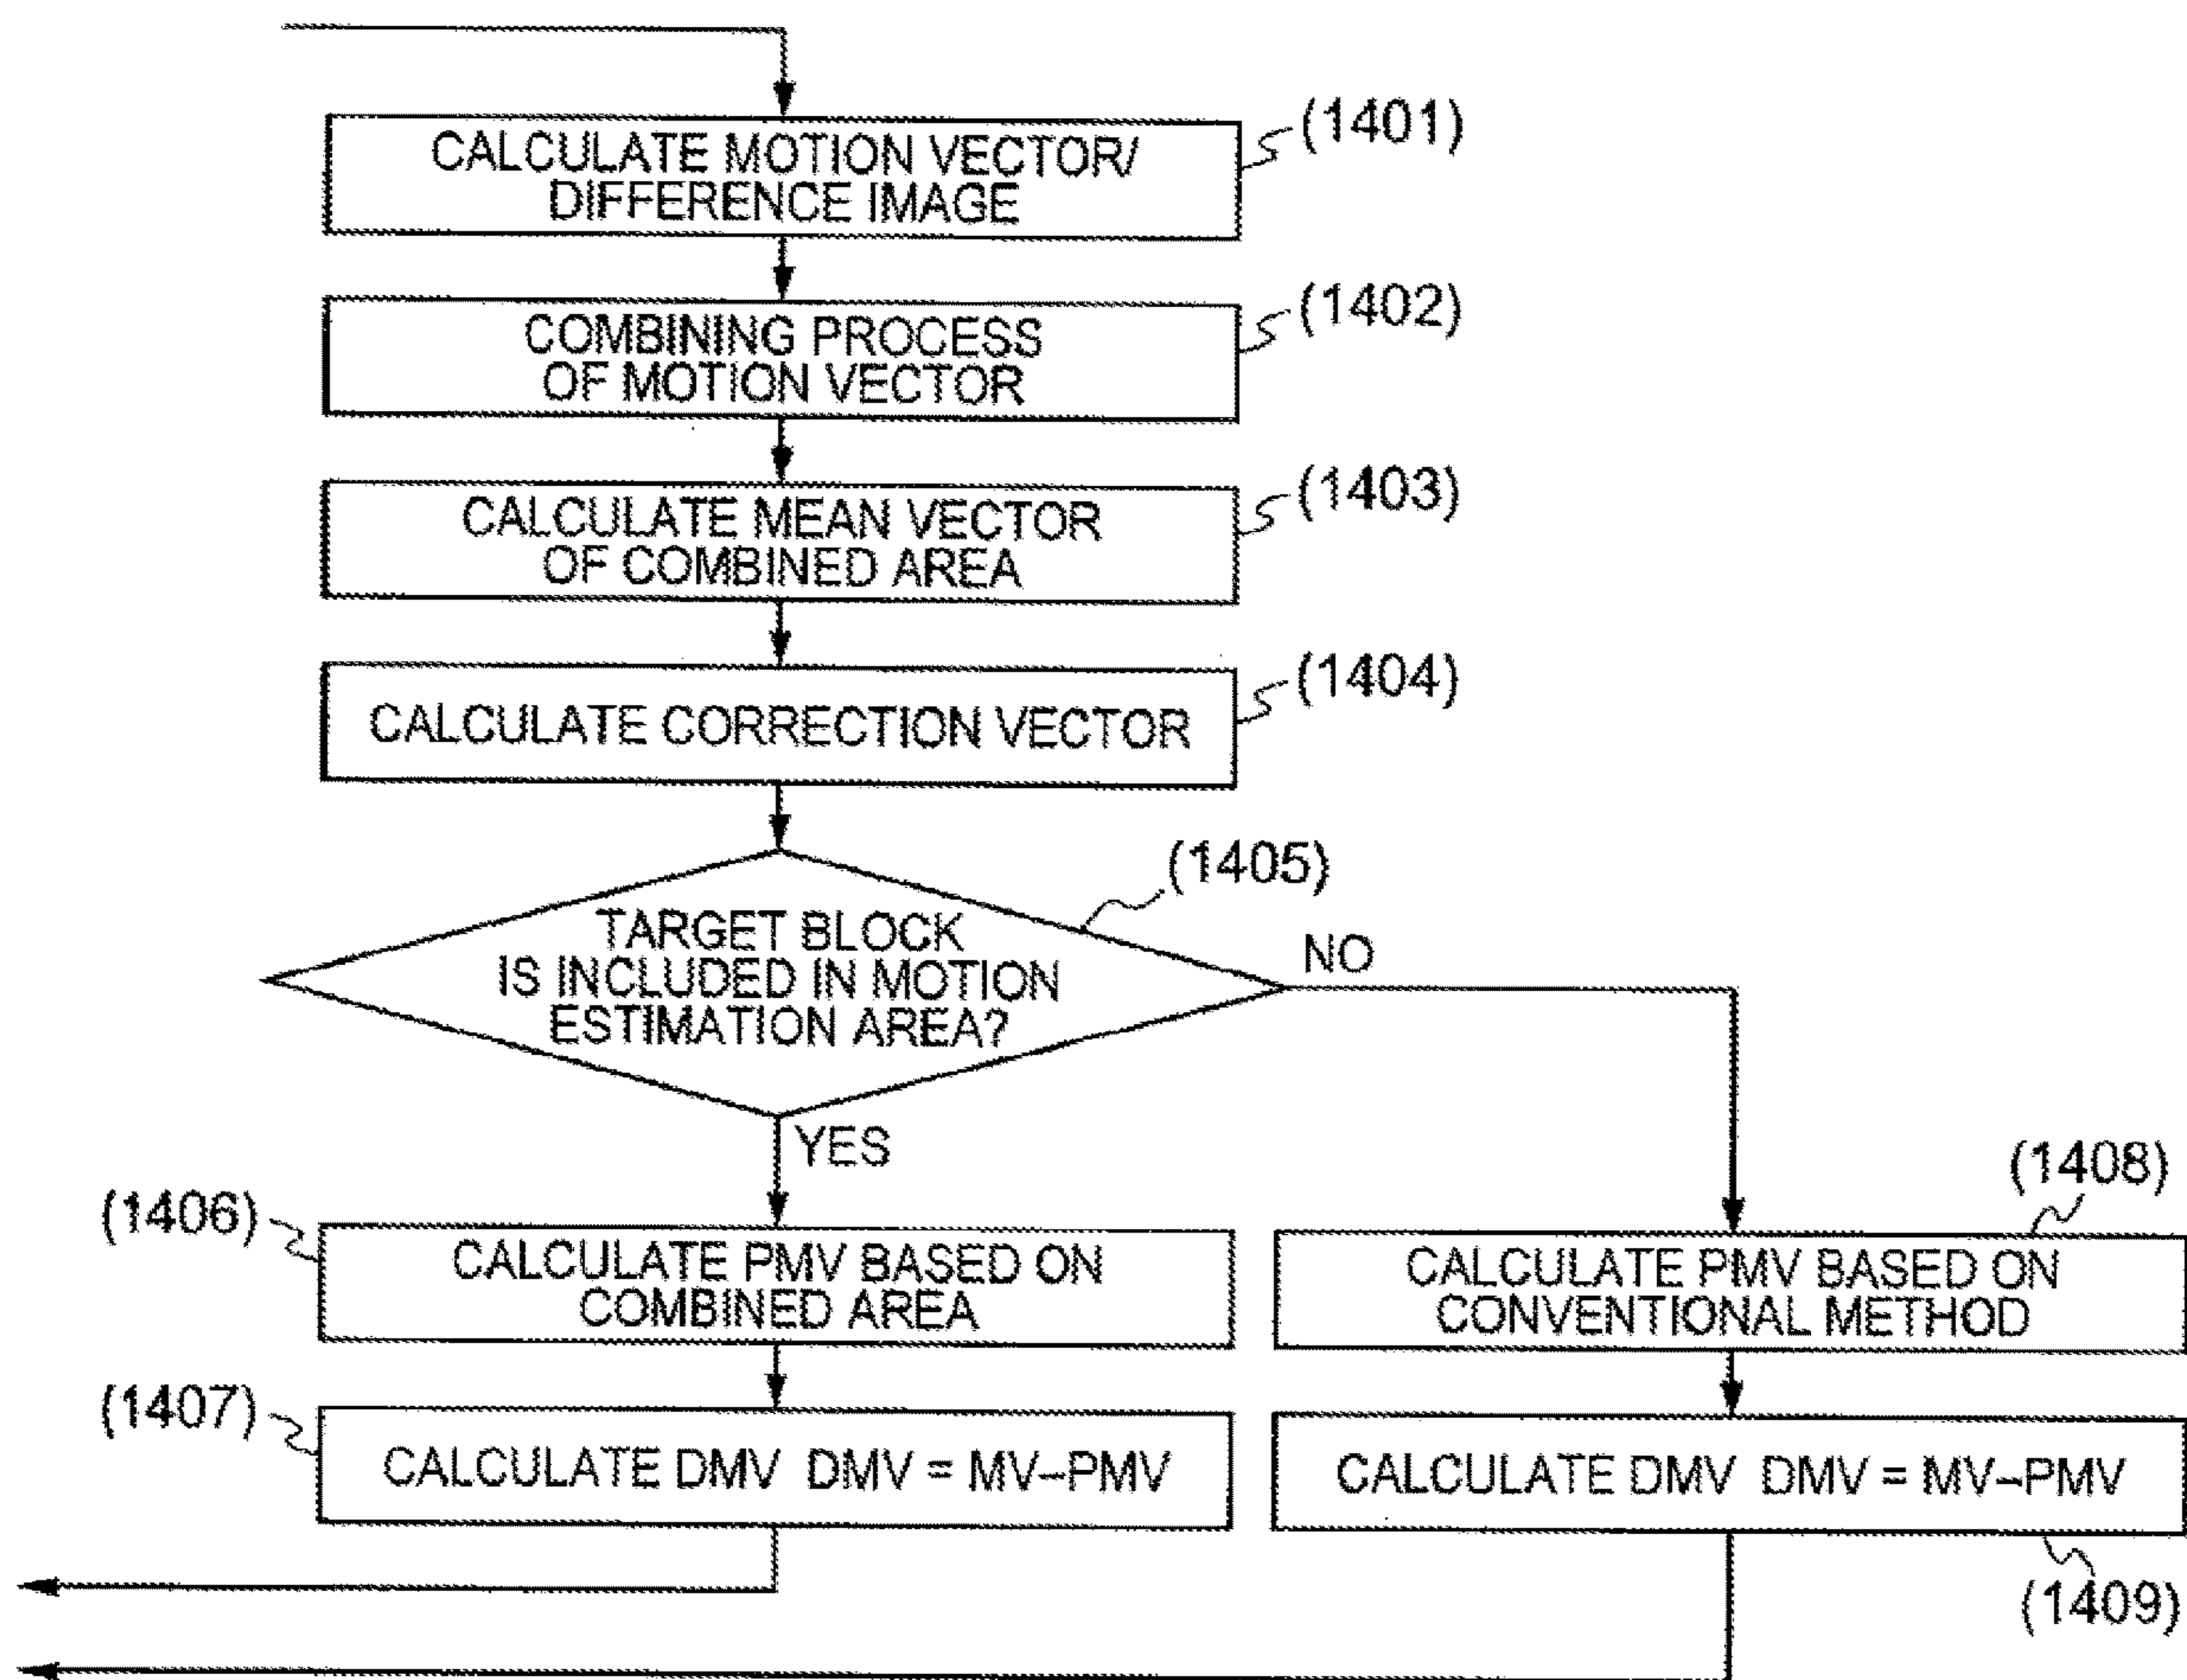 CALCULATE MOTION VECTOR/
DIFFERENCE IMAGE
(1401)
COMBINING PROCESS
OF MOTION VECTOR
(1402)
CALCULATE MEAN VECTOR
OF COMBINED AREA
(1403)
CALCULATE CORRECTION VECTOR
(1404)
TARGET BLOCK
IS INCLUDED IN MOTION
ESTIMATION AREA?
(1405)
NO
YES
(1406)
CALCULATE PMV BASED ON
COMBINED AREA
(1408)
CALCULATE PMV BASED ON
CONVENTIONAL METHOD
(1407)
CALCULATE DMV DMV = MV–PMV
CALCULATE DMV DMV = MV–PMV
(1409)